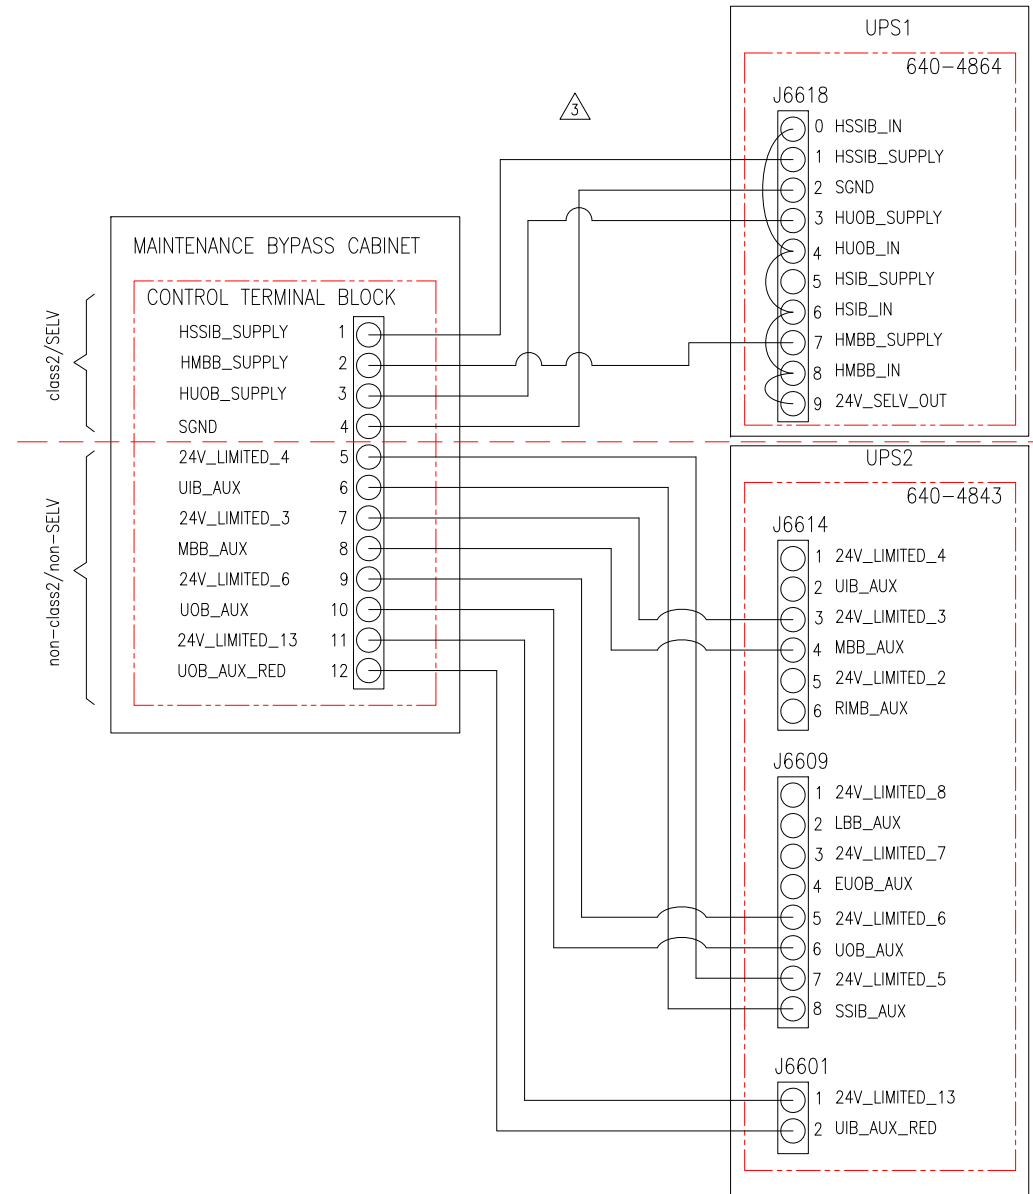 UPS1
640-4864
J6618
0 HSSIB_IN
1 HSSIB_SUPPLY
2 SGND
3 HUOB_SUPPLY
4 HUOB_IN
5 HSIB_SUPPLY
6 HSIB_IN
7 HMBB_SUPPLY
8 HMBB_IN
9 24V_SELV_OUT
3
MAINTENANCE BYPASS CABINET
CONTROL TERMINAL BLOCK
class2/SELV
HSSIB_SUPPLY 1
HMBB_SUPPLY 2
HUOB_SUPPLY 3
SGND 4
non-class2/non-SELV
24V_LIMITED_4 5
UIB_AUX 6
24V_LIMITED_3 7
MBB_AUX 8
24V_LIMITED_6 9
UOB_AUX 10
24V_LIMITED_13 11
UOB_AUX_RED 12
UPS2
640-4843
J6614
1 24V_LIMITED_4
2 UIB_AUX
3 24V_LIMITED_3
4 MBB_AUX
5 24V_LIMITED_2
6 RIMB_AUX
J6609
1 24V_LIMITED_8
2 LBB_AUX
3 24V_LIMITED_7
4 EUOB_AUX
5 24V_LIMITED_6
6 UOB_AUX
7 24V_LIMITED_5
8 SSIB_AUX
J6601
1 24V_LIMITED_13
2 UIB_AUX_RED